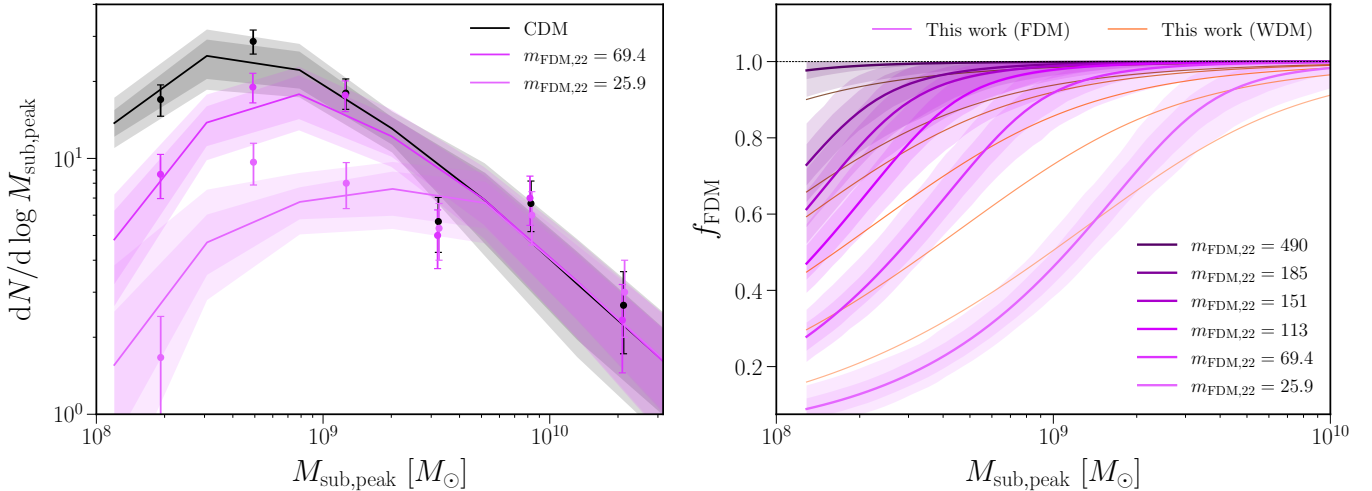 CDM
m_FDM,22 = 69.4
m_FDM,22 = 25.9
10^1
10^0
dN/d log M_sub,peak
10^8
10^9
10^10
M_sub,peak [M_⊙]
This work (FDM)
This work (WDM)
1.0
0.8
0.6
0.4
0.2
f_FDM
m_FDM,22 = 490
m_FDM,22 = 185
m_FDM,22 = 151
m_FDM,22 = 113
m_FDM,22 = 69.4
m_FDM,22 = 25.9
10^8
10^9
10^10
M_sub,peak [M_⊙]